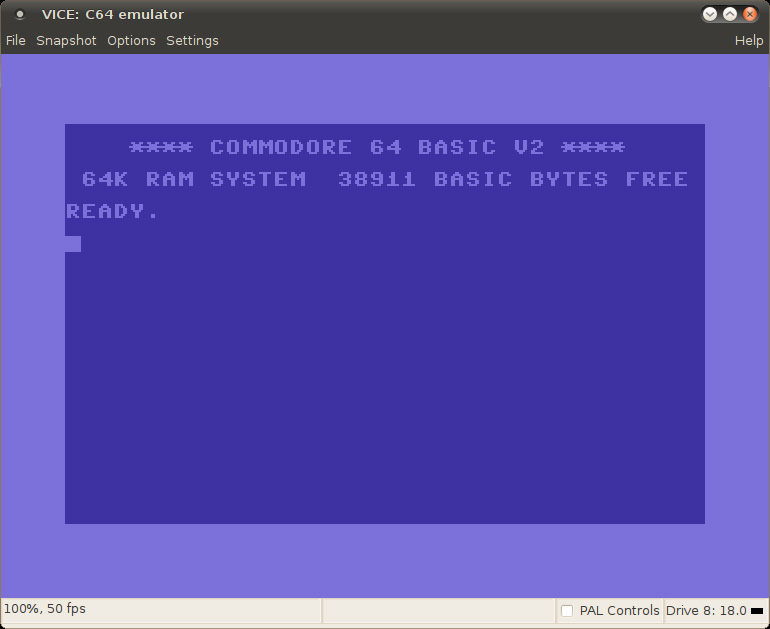 VICE: C64 emulator
File Snapshot Options Settings Help
**** COMMODORE 64 BASIC V2 ****
64K RAM SYSTEM  38911 BASIC BYTES FREE
READY.
100%, 50 fps
PAL Controls
Drive 8: 18.0